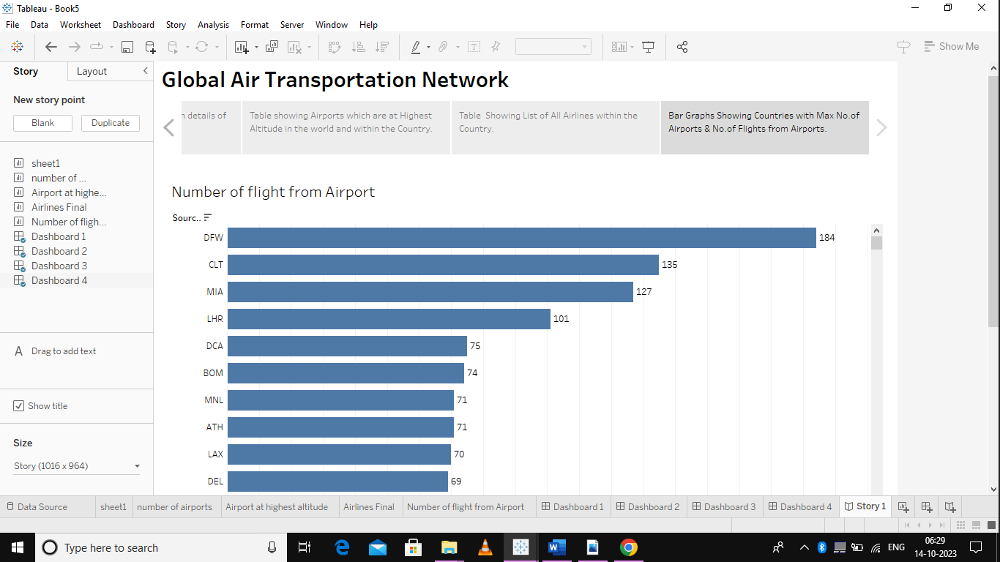 Tableau - Book5
File Data Worksheet Dashboard Story Analysis Format Server Window Help
Show Me
Story Layout
New story point
Blank Duplicate
sheet1
number of ...
Airport at highe...
Airlines Final
Number of fligh...
Dashboard 1
Dashboard 2
Dashboard 3
Dashboard 4
A Drag to add text
Show title
Size
Story (1016 x 964)
Global Air Transportation Network
details of
Table showing Airports which are at Highest
Altitude in the world and within the Country.
Table Showing List of All Airlines within the
Country.
Bar Graphs Showing Countries with Max No.of
Airports & No.of Flights from Airports.
Number of flight from Airport
Sourc..
DFW 184
CLT 135
MIA 127
LHR 101
DCA 75
BOM 74
MNL 71
ATH 71
LAX 70
DEL 69
Data Source sheet1 number of airports Airport at highest altitude Airlines Final Number of flight from Airport Dashboard 1 Dashboard 2 Dashboard 3 Dashboard 4 Story 1
Type here to search
ENG
06:29
14-10-2023